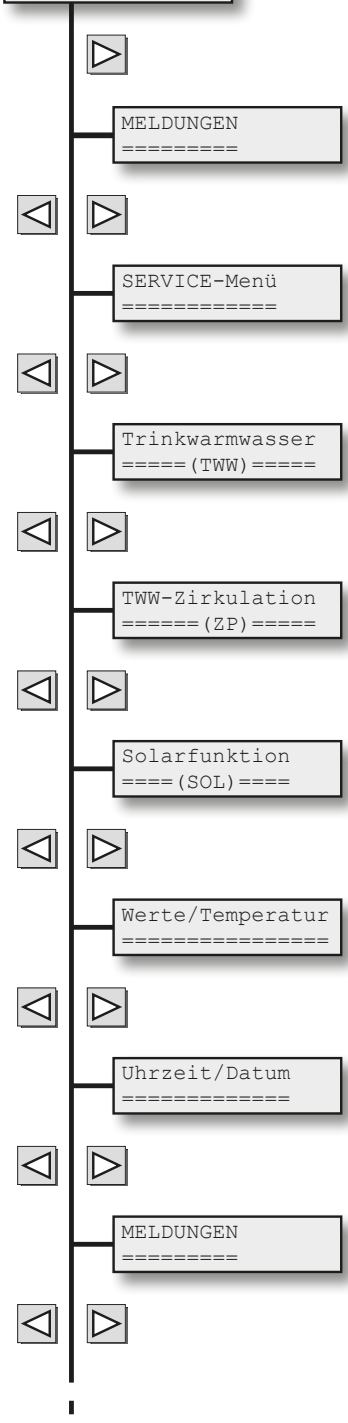 MELDUNGEN
=========
SERVICE-Menü
============
Trinkwarmwasser
=====(TWW)=====
TWW-Zirkulation
======(ZP)=====
Solarfunktion
====(SOL)====
Werte/Temperatur
================
Uhrzeit/Datum
=============
MELDUNGEN
=========